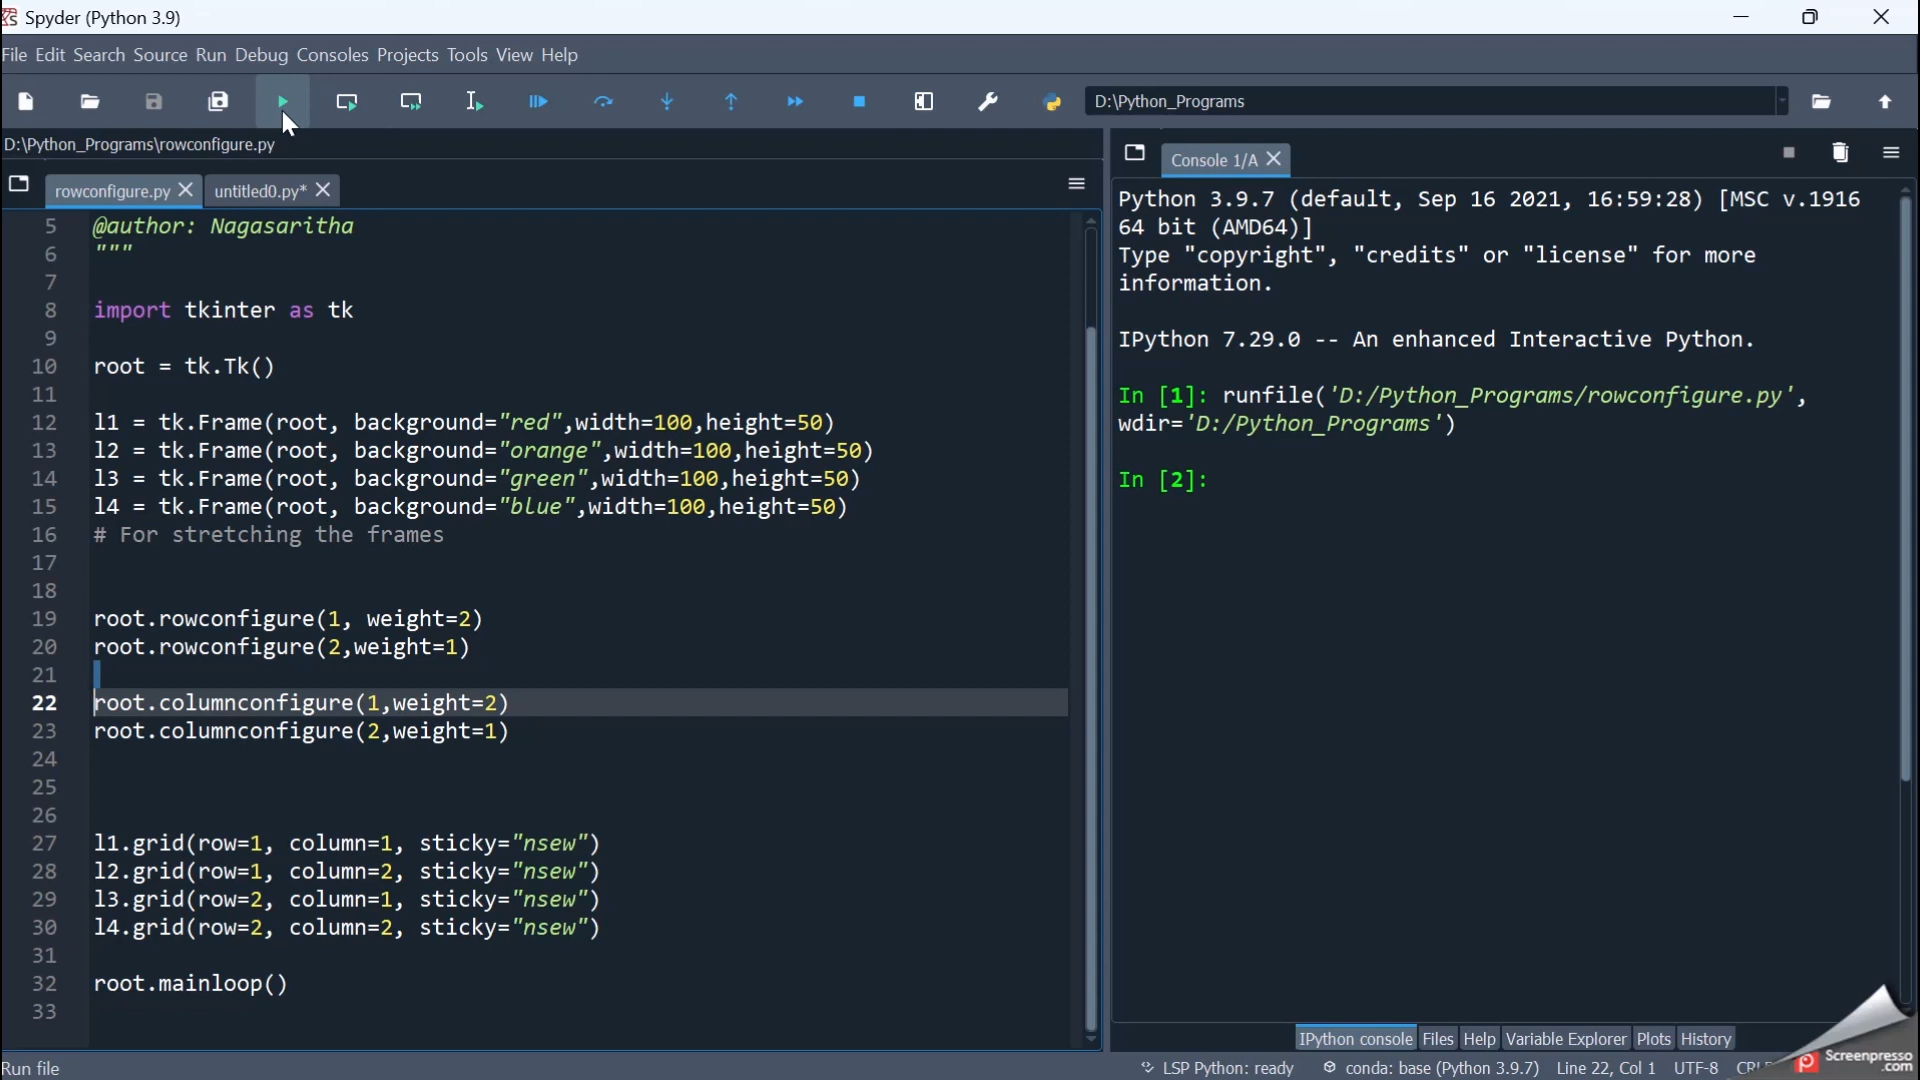 Spyder (Python 3.9)
File Edit Search Source Run Debug Consoles Projects Tools View Help
D:\Python_Programs
D:\Python_Programs\rowconfigure.py
rowconfigure.py
untitled0.py*
5 @author: Nagasaritha
6 """
7
8 import tkinter as tk
9
10 root = tk.Tk()
11
12 l1 = tk.Frame(root, background="red",width=100,height=50)
13 l2 = tk.Frame(root, background="orange",width=100,height=50)
14 l3 = tk.Frame(root, background="green",width=100,height=50)
15 l4 = tk.Frame(root, background="blue",width=100,height=50)
16 # For stretching the frames
17
18
19 root.rowconfigure(1, weight=2)
20 root.rowconfigure(2,weight=1)
21
22 root.columnconfigure(1,weight=2)
23 root.columnconfigure(2,weight=1)
24
25
26
27 l1.grid(row=1, column=1, sticky="nsew")
28 l2.grid(row=1, column=2, sticky="nsew")
29 l3.grid(row=2, column=1, sticky="nsew")
30 l4.grid(row=2, column=2, sticky="nsew")
31
32 root.mainloop()
33
Console 1/A
Python 3.9.7 (default, Sep 16 2021, 16:59:28) [MSC v.1916
64 bit (AMD64)]
Type "copyright", "credits" or "license" for more
information.
IPython 7.29.0 -- An enhanced Interactive Python.
In [1]: runfile('D:/Python_Programs/rowconfigure.py',
wdir='D:/Python_Programs')
In [2]:
IPython console Files Help Variable Explorer Plots History
Run file
LSP Python: ready
conda: base (Python 3.9.7)
Line 22, Col 1
UTF-8
Screenpresso
.com